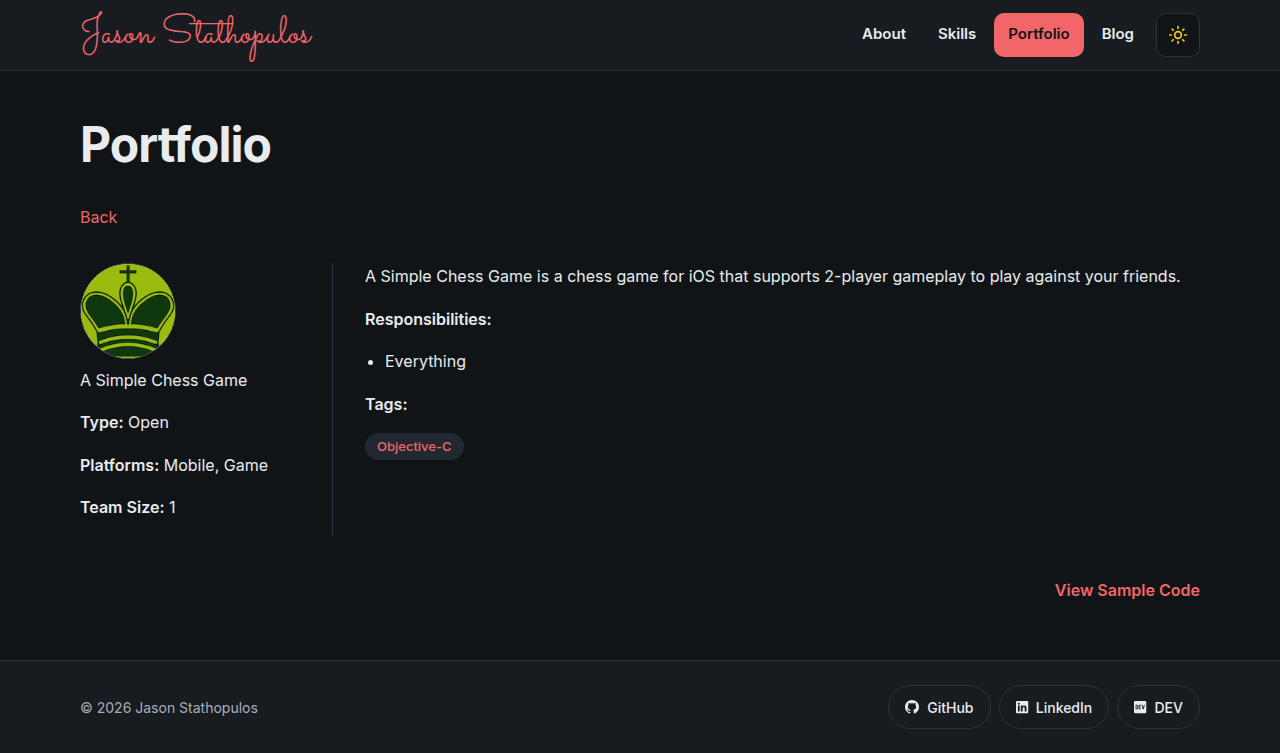 Jason Stathopulos
About Skills Portfolio Blog
Portfolio
Back
A Simple Chess Game
Type: Open
Platforms: Mobile, Game
Team Size: 1
A Simple Chess Game is a chess game for iOS that supports 2-player gameplay to play against your friends.
Responsibilities:
• Everything
Tags:
Objective-C
View Sample Code
© 2026 Jason Stathopulos
GitHub LinkedIn DEV